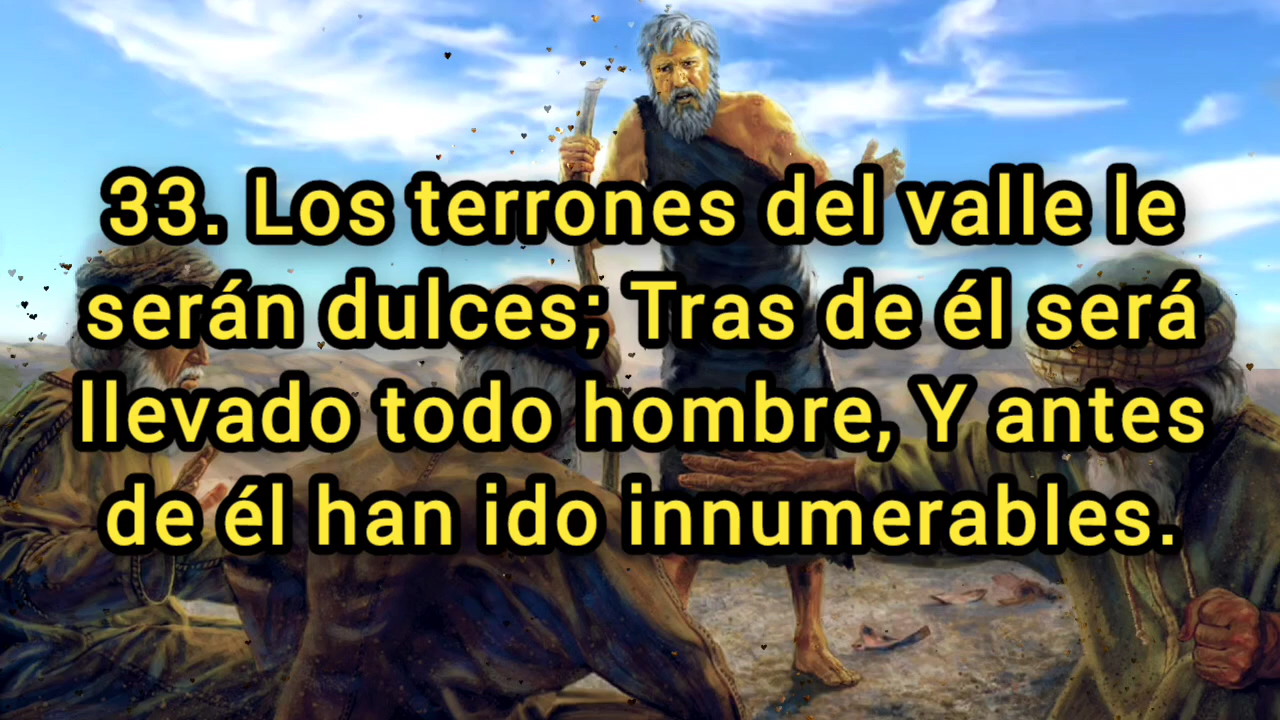 33. Los terrones del valle le
serán dulces; Tras de él será
llevado todo hombre, Y antes
de él han ido innumerables.